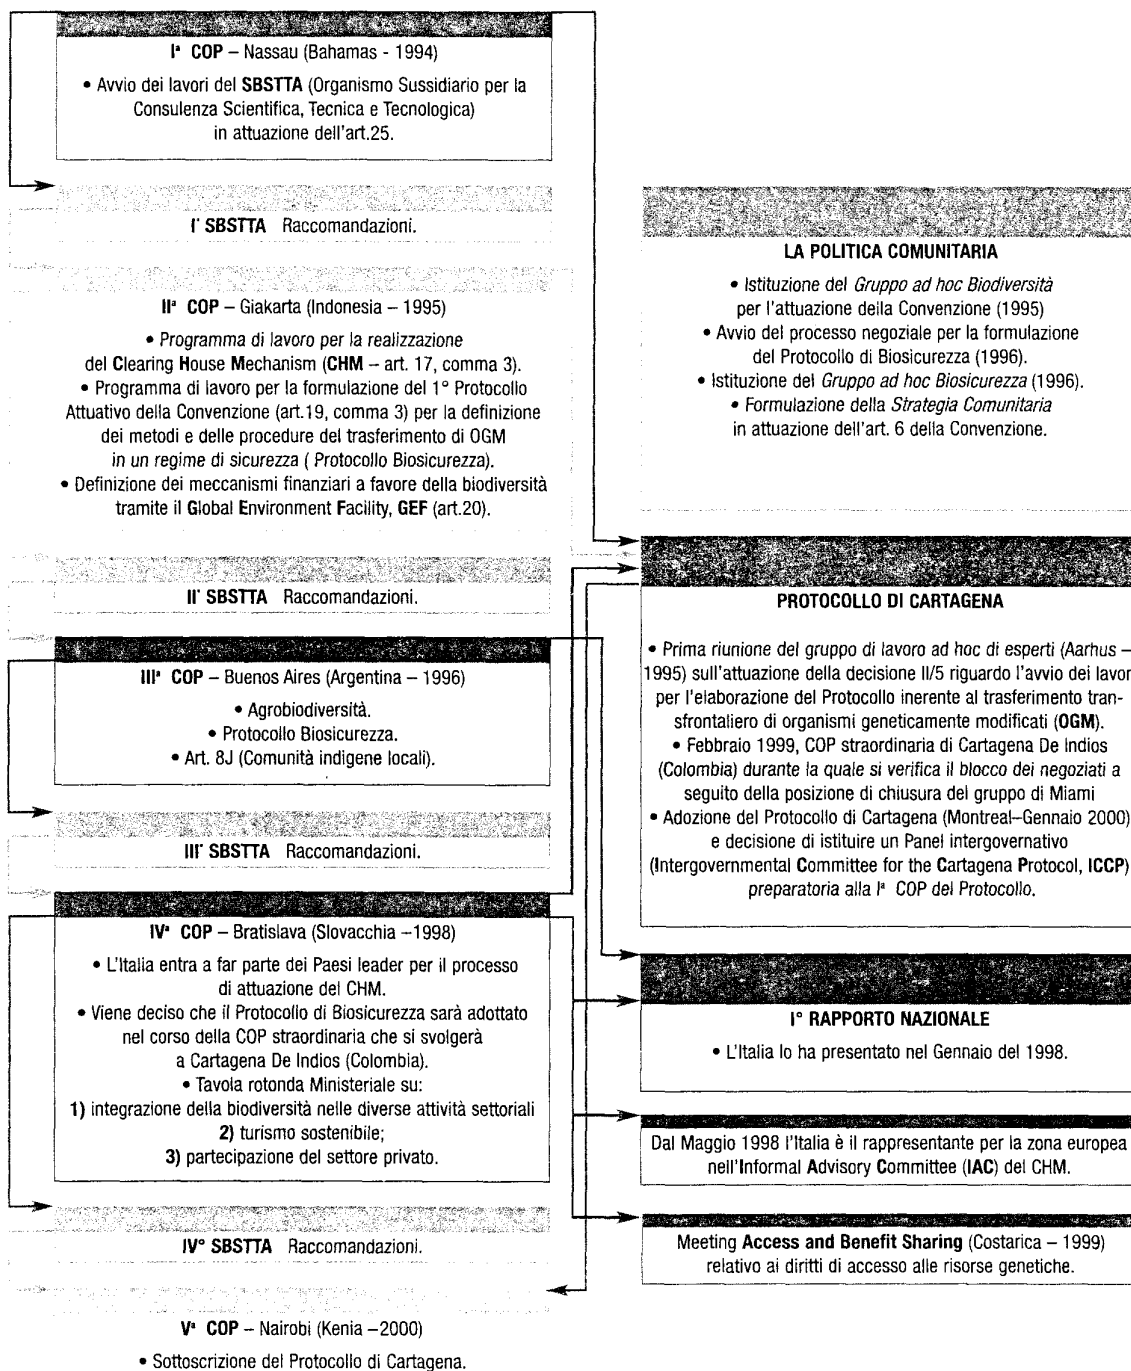 Iª COP – Nassau (Bahamas - 1994)
• Avvio dei lavori del SBSTTA (Organismo Sussidiario per la
Consulenza Scientifica, Tecnica e Tecnologica)
in attuazione dell'art.25.
I° SBSTTA Raccomandazioni.
IIª COP – Giakarta (Indonesia – 1995)
• Programma di lavoro per la realizzazione
del Clearing House Mechanism (CHM – art. 17, comma 3).
• Programma di lavoro per la formulazione del 1° Protocollo
Attuativo della Convenzione (art.19, comma 3) per la definizione
dei metodi e delle procedure del trasferimento di OGM
in un regime di sicurezza ( Protocollo Biosicurezza).
• Definizione dei meccanismi finanziari a favore della biodiversità
tramite il Global Environment Facility, GEF (art.20).
II° SBSTTA Raccomandazioni.
IIIª COP – Buenos Aires (Argentina – 1996)
• Agrobiodiversità.
• Protocollo Biosicurezza.
• Art. 8J (Comunità indigene locali).
III° SBSTTA Raccomandazioni.
IVª COP – Bratislava (Slovacchia –1998)
• L'Italia entra a far parte dei Paesi leader per il processo
di attuazione del CHM.
• Viene deciso che il Protocollo di Biosicurezza sarà adottato
nel corso della COP straordinaria che si svolgerà
a Cartagena De Indios (Colombia).
• Tavola rotonda Ministeriale su:
1) integrazione della biodiversità nelle diverse attività settoriali
2) turismo sostenibile;
3) partecipazione del settore privato.
IV° SBSTTA Raccomandazioni.
Vª COP – Nairobi (Kenia –2000)
• Sottoscrizione del Protocollo di Cartagena.
LA POLITICA COMUNITARIA
• Istituzione del Gruppo ad hoc Biodiversità
per l'attuazione della Convenzione (1995)
• Avvio del processo negoziale per la formulazione
del Protocollo di Biosicurezza (1996).
• Istituzione del Gruppo ad hoc Biosicurezza (1996).
• Formulazione della Strategia Comunitaria
in attuazione dell'art. 6 della Convenzione.
PROTOCOLLO DI CARTAGENA
• Prima riunione del gruppo di lavoro ad hoc di esperti (Aarhus –
1995) sull'attuazione della decisione II/5 riguardo l'avvio dei lavor
per l'elaborazione del Protocollo inerente al trasferimento tran-
sfrontaliero di organismi geneticamente modificati (OGM).
• Febbraio 1999, COP straordinaria di Cartagena De Indios
(Colombia) durante la quale si verifica il blocco dei negoziati a
seguito della posizione di chiusura del gruppo di Miami
• Adozione del Protocollo di Cartagena (Montreal–Gennaio 2000)
e decisione di istituire un Panel intergovernativo
(Intergovernmental Committee for the Cartagena Protocol, ICCP)
preparatoria alla Iª COP del Protocollo.
I° RAPPORTO NAZIONALE
• L'Italia lo ha presentato nel Gennaio del 1998.
Dal Maggio 1998 l'Italia è il rappresentante per la zona europea
nell'Informal Advisory Committee (IAC) del CHM.
Meeting Access and Benefit Sharing (Costarica – 1999)
relativo ai diritti di accesso alle risorse genetiche.